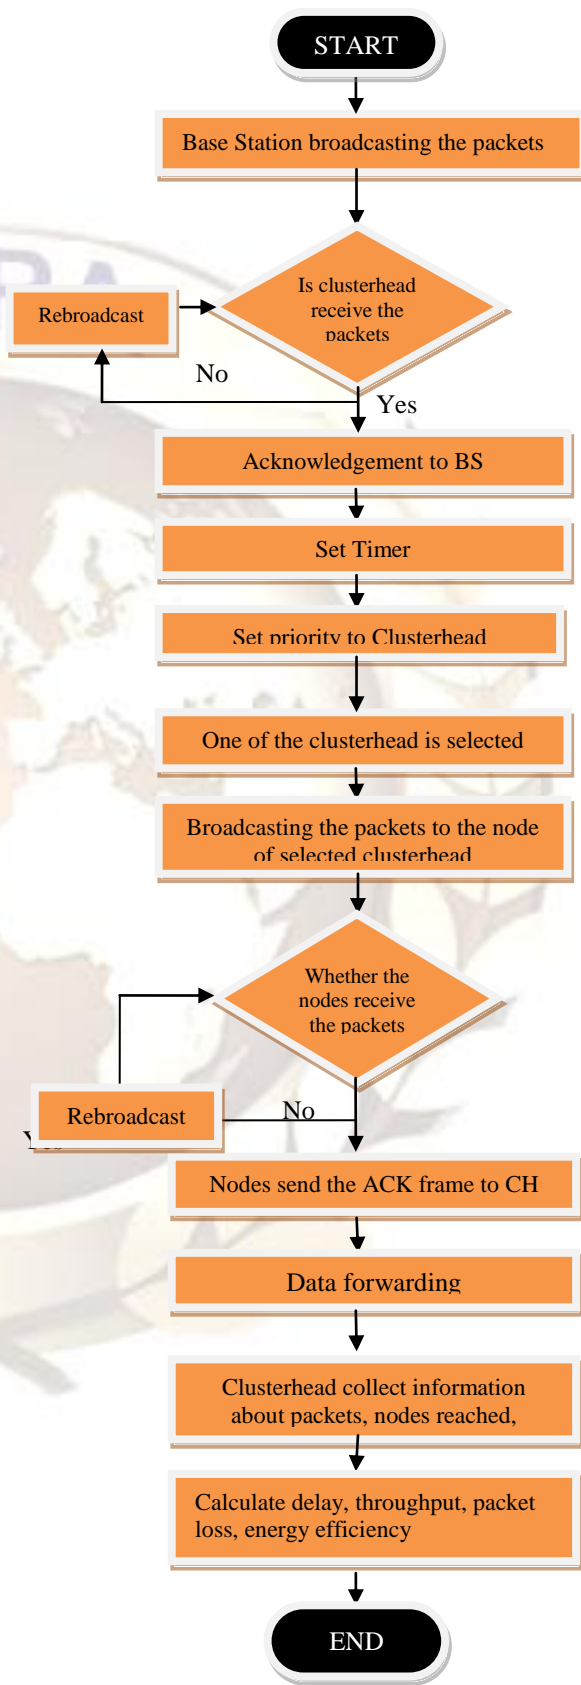 START
Base Station broadcasting the packets
Is clusterhead
receive the
packets
Rebroadcast
No
Yes
Acknowledgement to BS
Set Timer
Set priority to Clusterhead
One of the clusterhead is selected
Broadcasting the packets to the node
of selected clusterhead
Whether the
nodes receive
the packets
Rebroadcast
No
Yes
Nodes send the ACK frame to CH
Data forwarding
Clusterhead collect information
about packets, nodes reached,
Calculate delay, throughput, packet
loss, energy efficiency
END